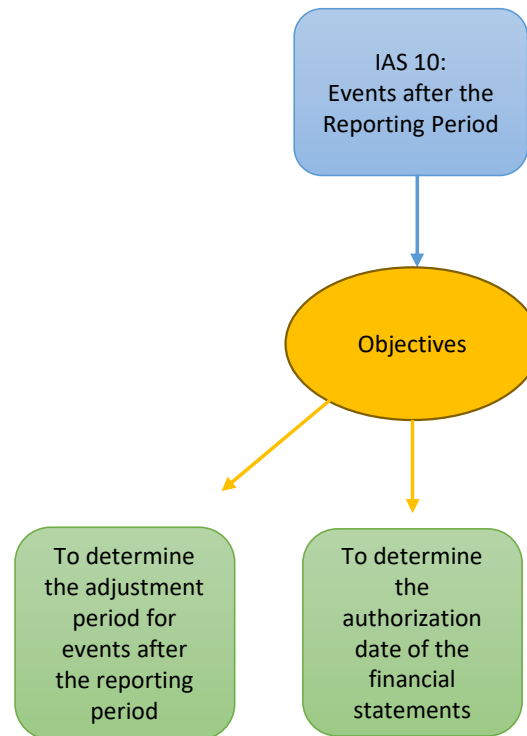 IAS 10:
Events after the
Reporting Period
Objectives
To determine
the adjustment
period for
events after
the reporting
period
To determine
the
authorization
date of the
financial
statements